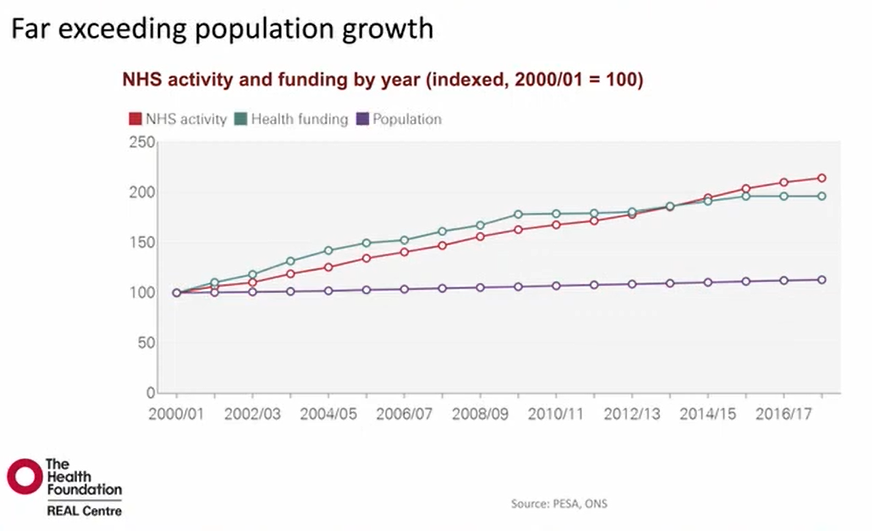 Far exceeding population growth
NHS activity and funding by year (indexed, 2000/01 = 100)
NHS activity Health funding Population
250
200
150
100
50
0
2000/01 2002/03 2004/05 2006/07 2008/09 2010/11 2012/13 2014/15 2016/17
The
Health
Foundation
REAL Centre
Source: PESA, ONS